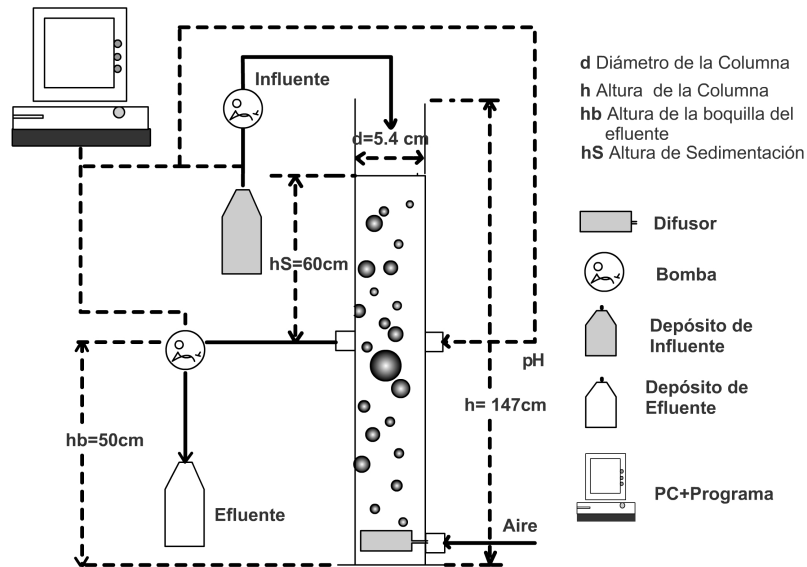 Influente
d=5.4 cm
hS=60cm
pH
h= 147cm
hb=50cm
Efluente
Aire
d Diámetro de la Columna
h Altura de la Columna
hb Altura de la boquilla del
efluente
hS Altura de Sedimentación
Difusor
Bomba
Depósito de
Influente
Depósito de
Efluente
PC+Programa